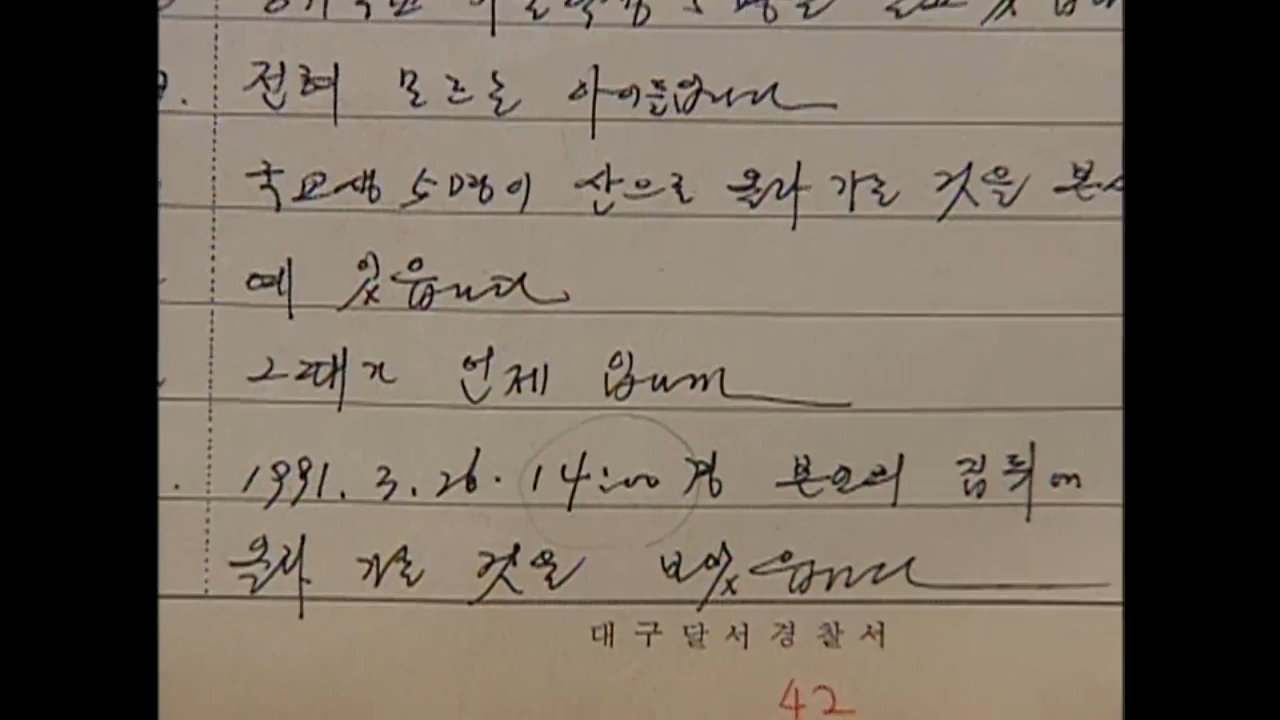 전혀 모르는 아이들입니다
국교생 5명이 산으로 올라 가는 것을 본
예 있읍니다
그때가 언제 입니까
1991. 3. 26. 14:00경 본인의 집 뒤에
올라 가는 것을 보았읍니다
대구달서경찰서
42